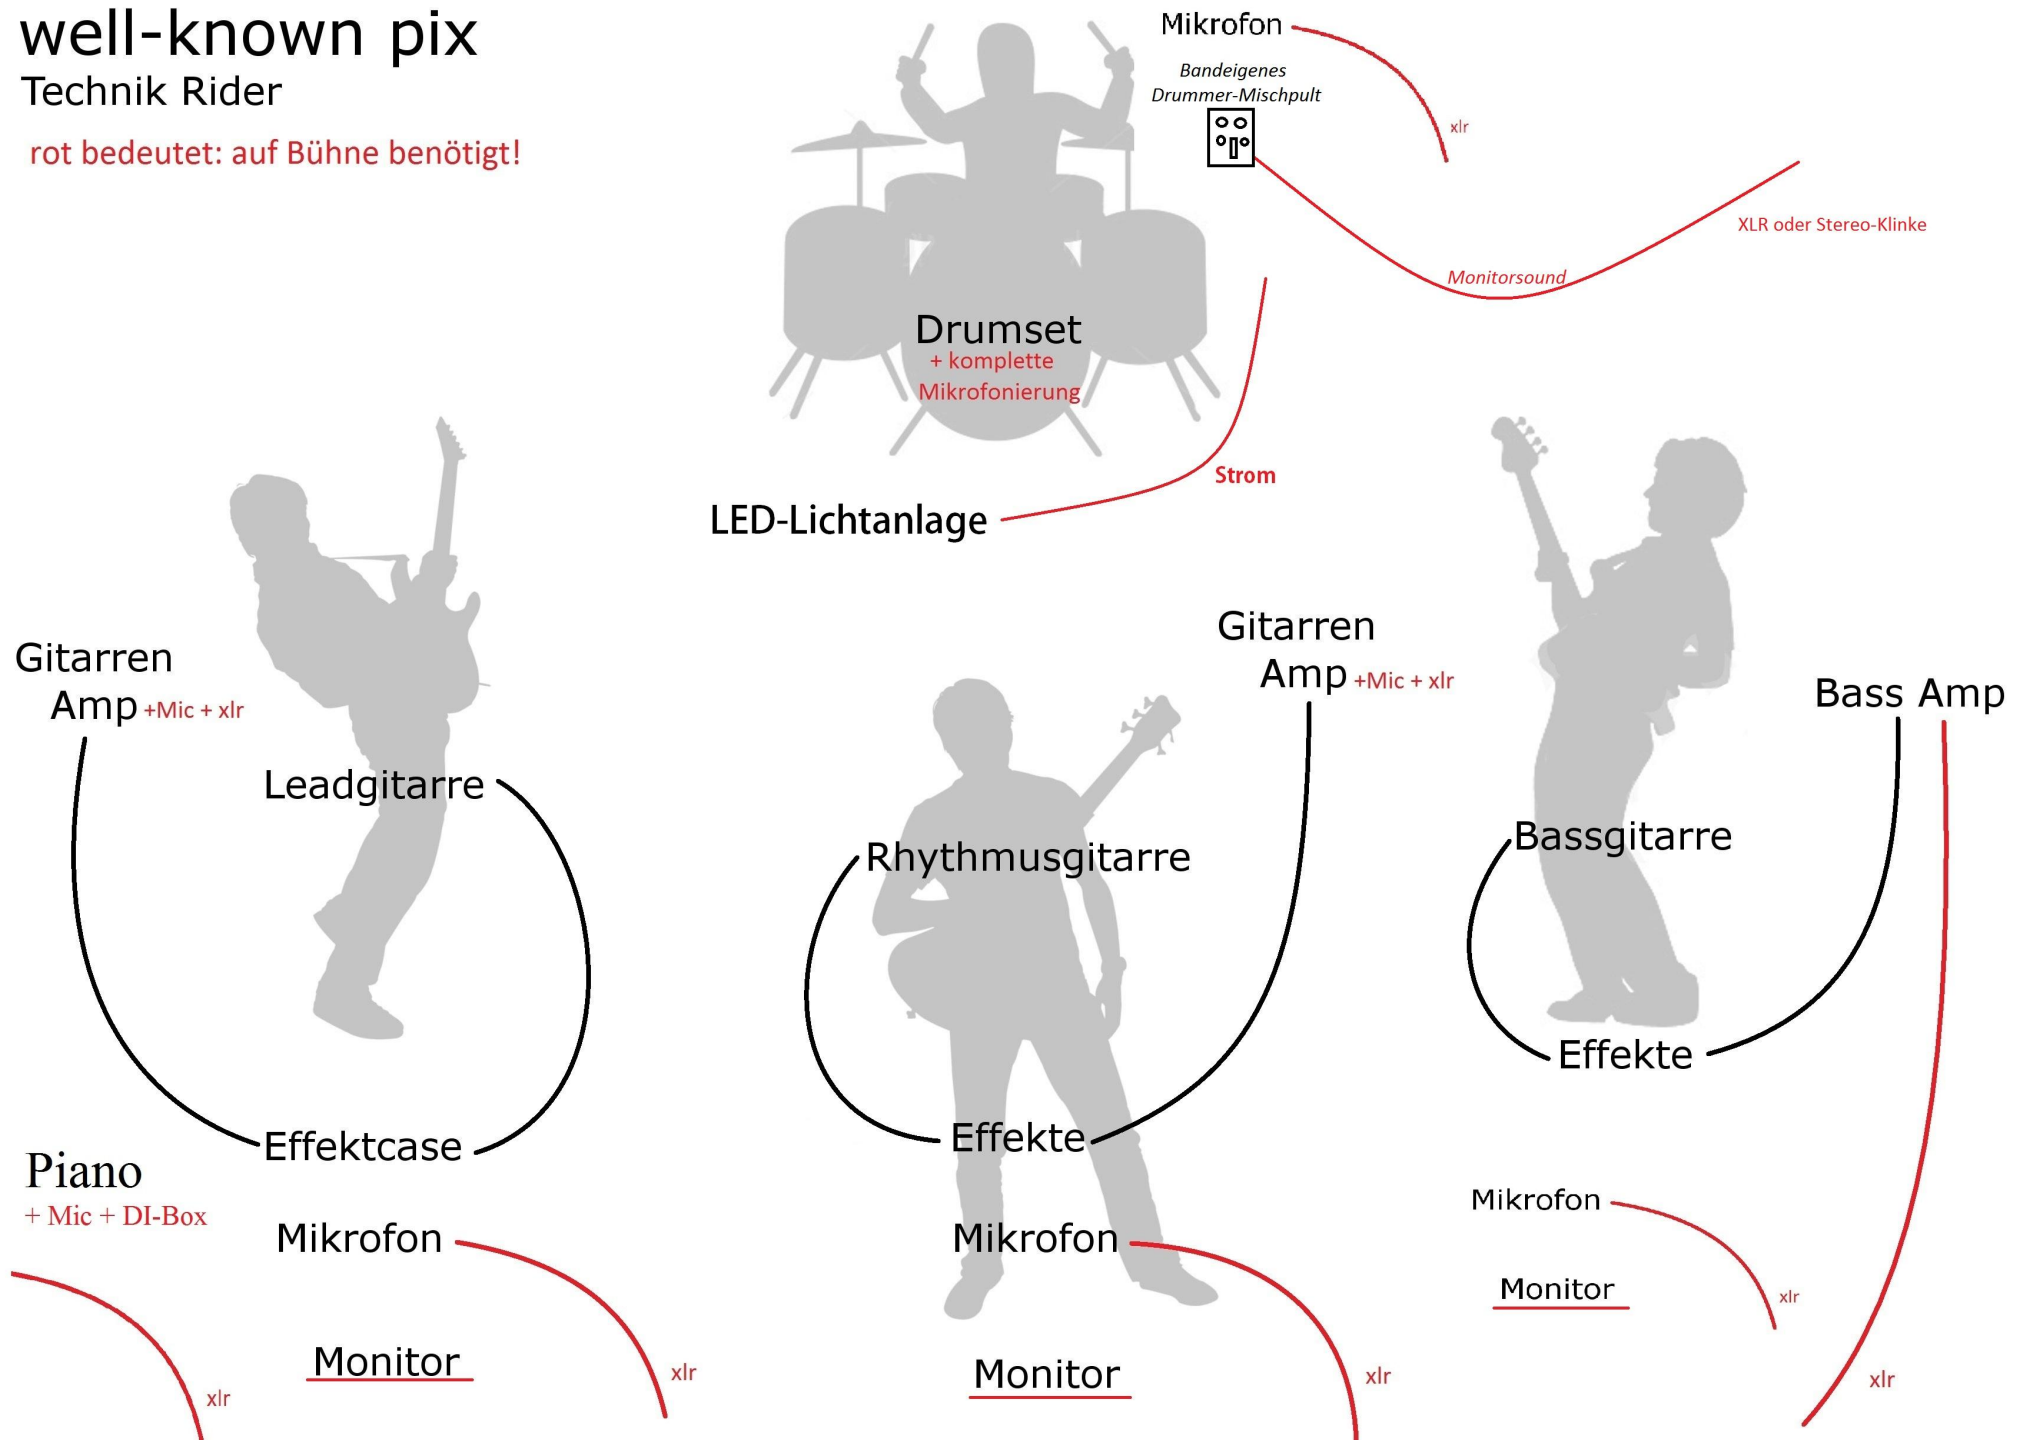 well-known pix
Technik Rider
rot bedeutet: auf Bühne benötigt!
Mikrofon
xlr
Bandeigenes
Drummer-Mischpult
Monitorsound
XLR oder Stereo-Klinke
Drumset
+ komplette
Mikrofonierung
Strom
LED-Lichtanlage
Gitarren
Amp +Mic + xlr
Leadgitarre
Effektcase
Piano
+ Mic + DI-Box
xlr
Mikrofon
xlr
Monitor
Gitarren
Amp +Mic + xlr
Rhythmusgitarre
Effekte
Mikrofon
xlr
Monitor
Bass Amp
Bassgitarre
Effekte
Mikrofon
xlr
Monitor
xlr